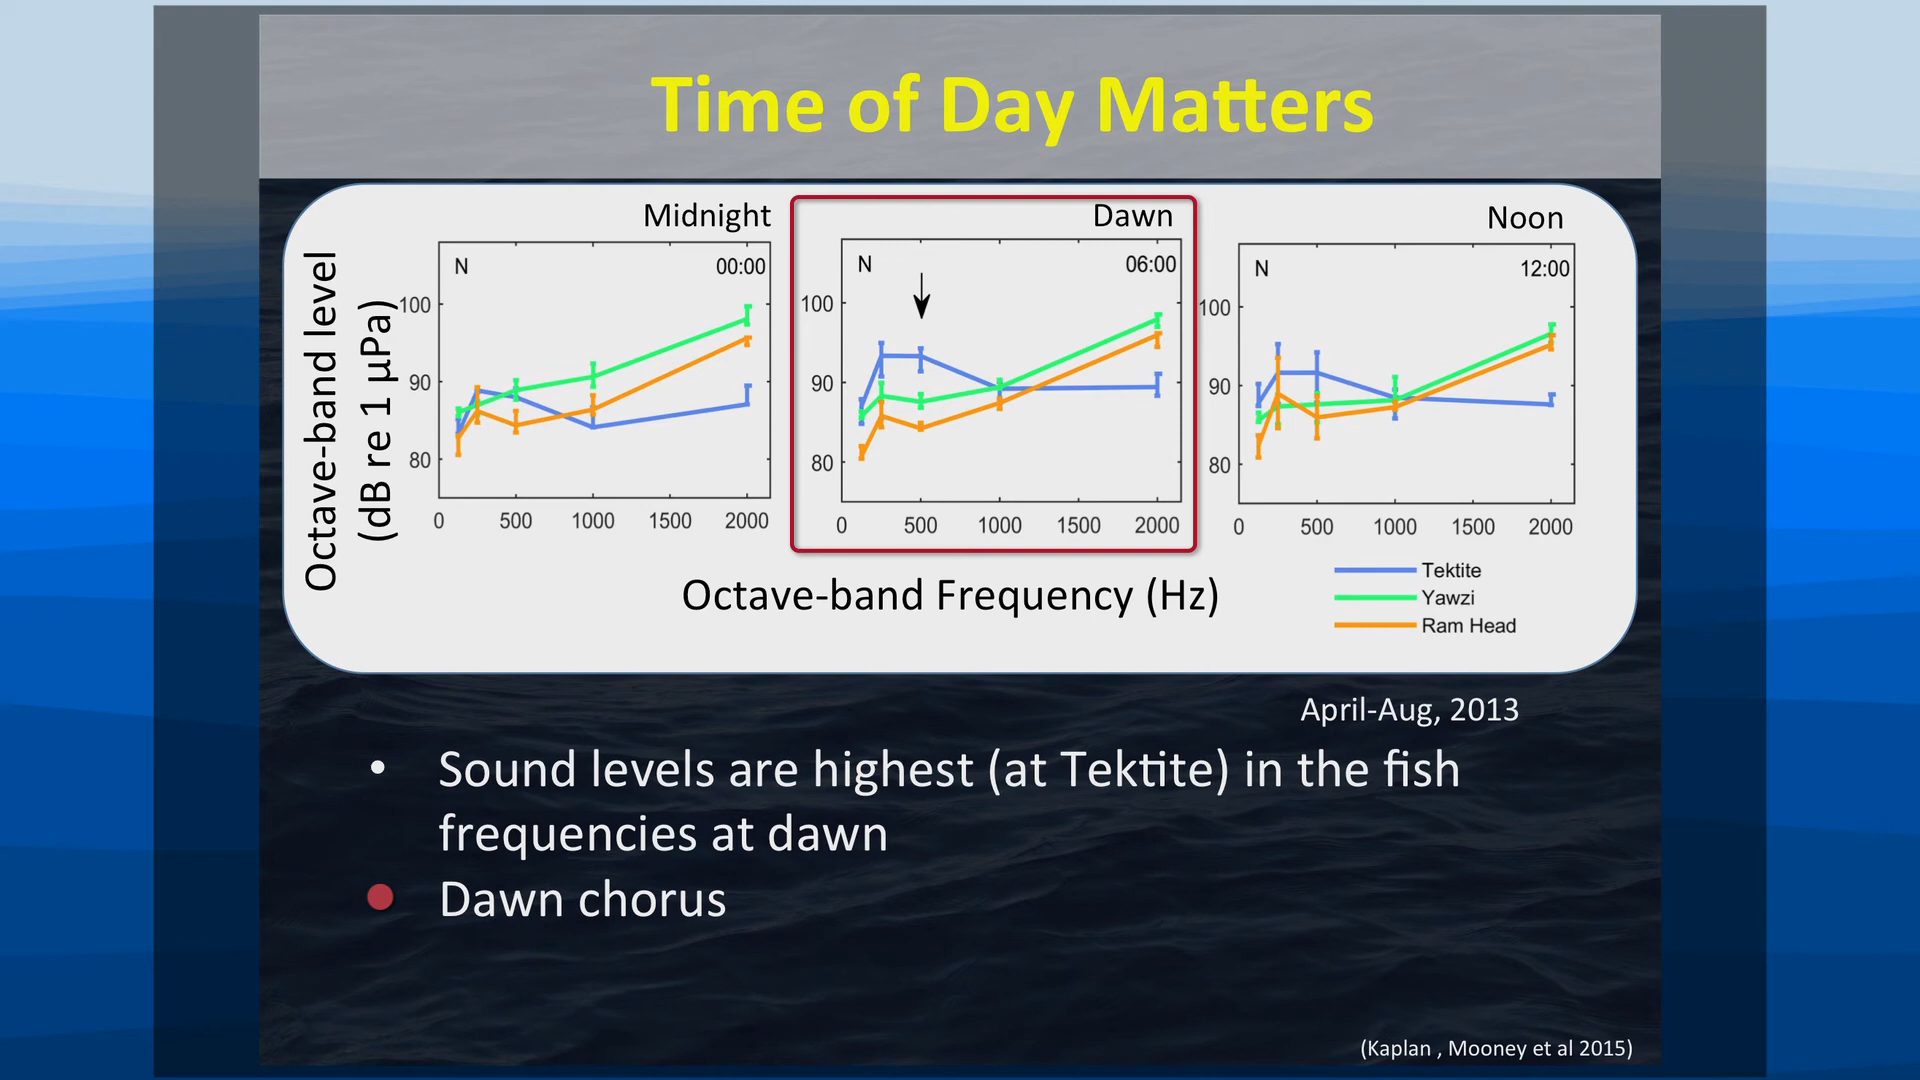 Time of Day Matters
Midnight
Dawn
Noon
Octave-band level
(dB re 1 µPa)
N 00:00
100
90
80
0 500 1000 1500 2000
N 06:00
100
90
80
0 500 1000 1500 2000
N 12:00
100
90
80
0 500 1000 1500 2000
Octave-band Frequency (Hz)
Tektite
Yawzi
Ram Head
April-Aug, 2013
• Sound levels are highest (at Tektite) in the fish
frequencies at dawn
Dawn chorus
(Kaplan , Mooney et al 2015)